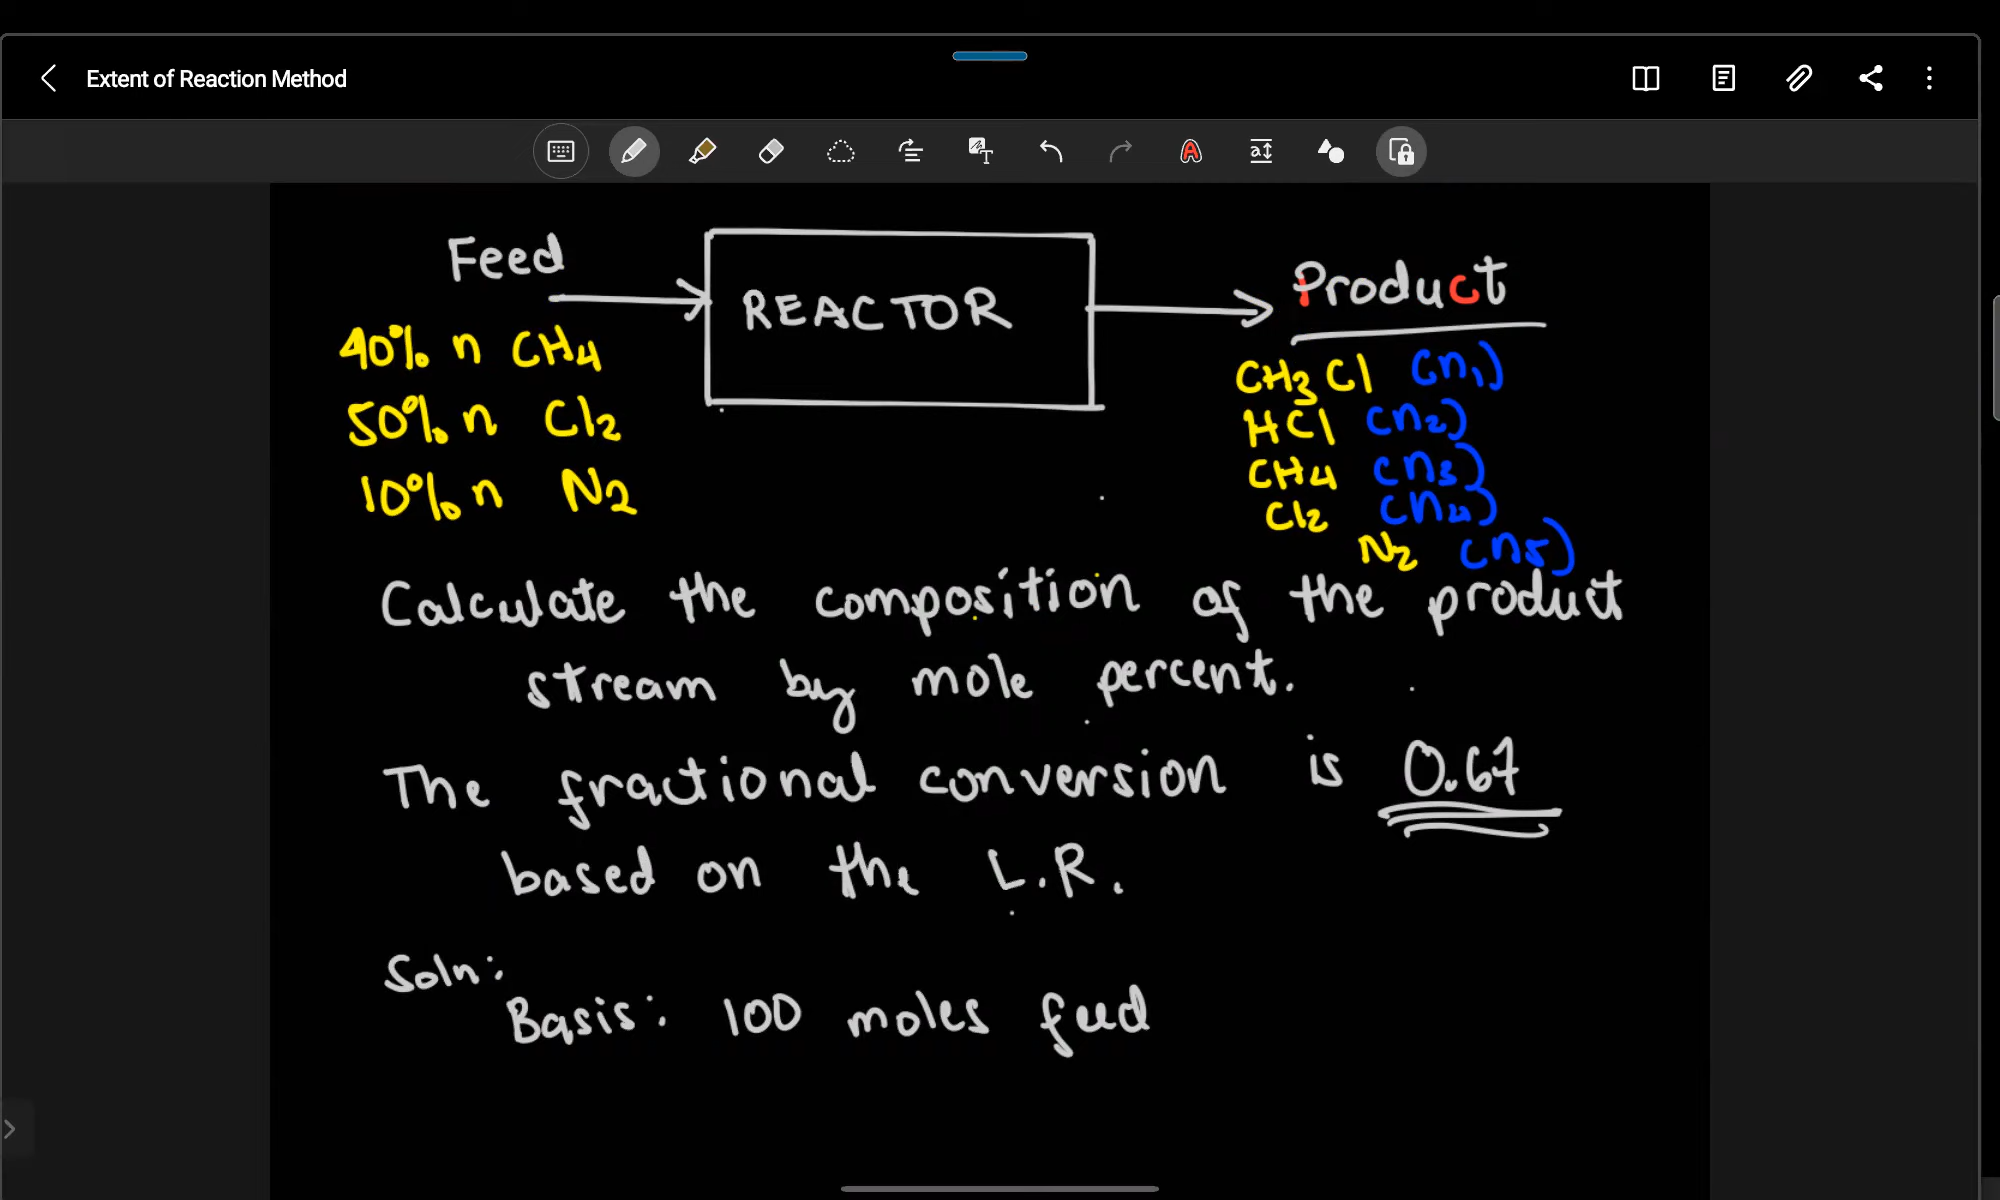 Extent of Reaction Method
Feed
REACTOR
Product
40% n CH4
50% n Cl2
10% n N2
CH3Cl (n1)
HCl (n2)
CH4 (n3)
Cl2 (n4)
N2 (n5)
Calculate the composition of the product
stream by mole percent.
The fractional conversion is 0.67
based on the L.R.
Soln:
Basis: 100 moles feed